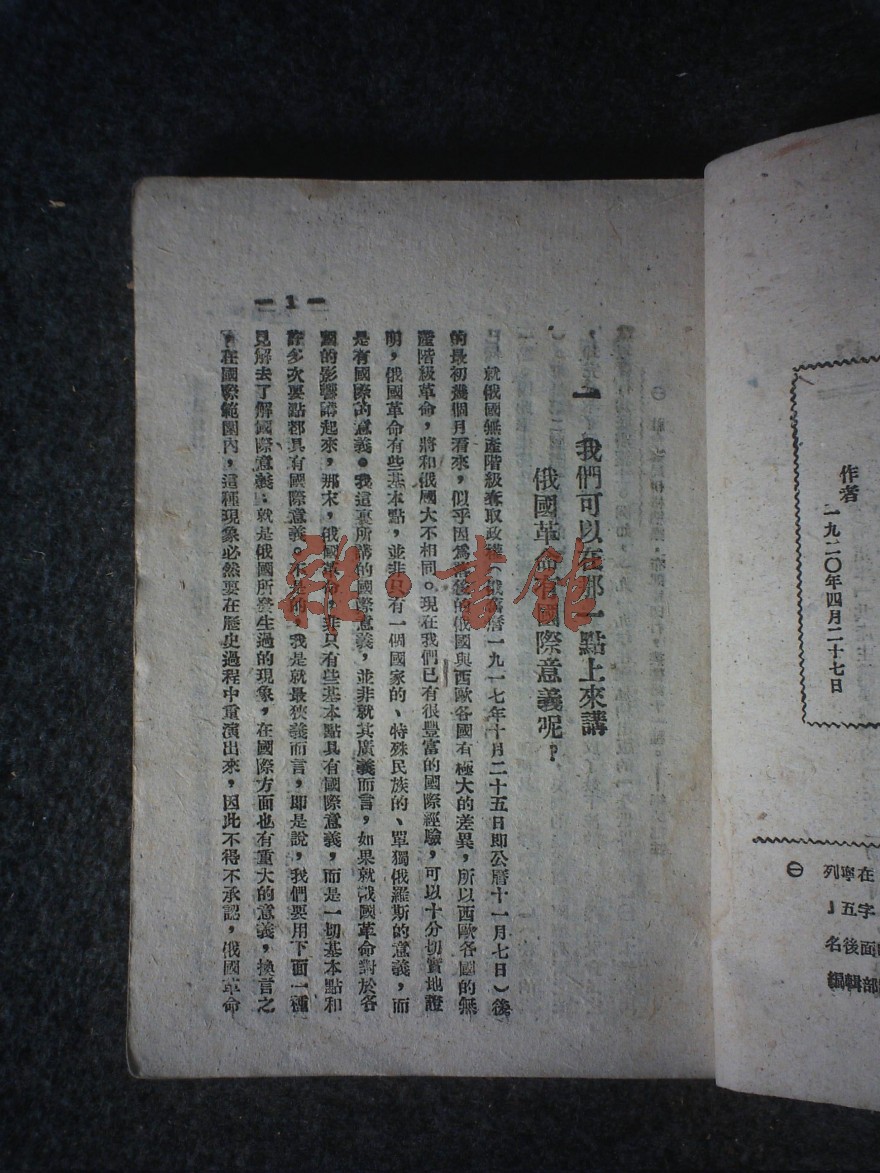 作者
一九二〇年四月二十七日
㊀ 列寧在
』五字
名後面
編輯部
一 我們可以在那一點上來講
俄國革命有國際意義呢？
就俄國無產階級奪取政權（俄舊曆一九一七年十月二十五日即公曆十一月七日）後
的最初幾個月看來，似乎因為落後的俄國與西歐各國有極大的差異，所以西歐各國的無
產階級革命，將和俄國大不相同。現在我們已有很豐富的國際經驗，可以十分切實地證
明，俄國革命有些基本點，並非只有一個國家的、特殊民族的、單獨俄羅斯的意義，而
是有國際的意義。我這裏所講的國際意義，並非就其廣義而言，如果就俄國革命對於各
國的影響講起來，那末，俄國革命，非只有些基本點具有國際意義，而是一切基本點和
許多次要點都具有國際意義。不是的，我是就最狹義而言，即是說，我們要用下面一種
見解去了解國際意義：就是俄國所發生過的現象，在國際方面也有重大的意義，換言之
，在國際範圍內，這種現象必然要在歷史過程中重演出來，因此不得不承認，俄國革命
— 1 —
雜·書館